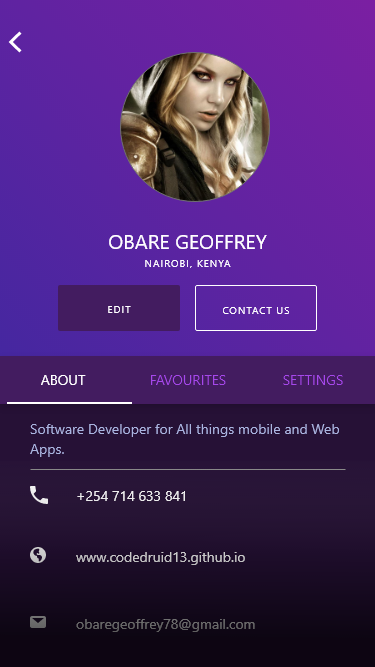 OBARE GEOFFREY
NAIROBI, KENYA
EDIT
CONTACT US
ABOUT
FAVOURITES
SETTINGS
Software Developer for All things mobile and Web
Apps.
+254 714 633 841
www.codedruid13.github.io
obaregeoffrey78@gmail.com